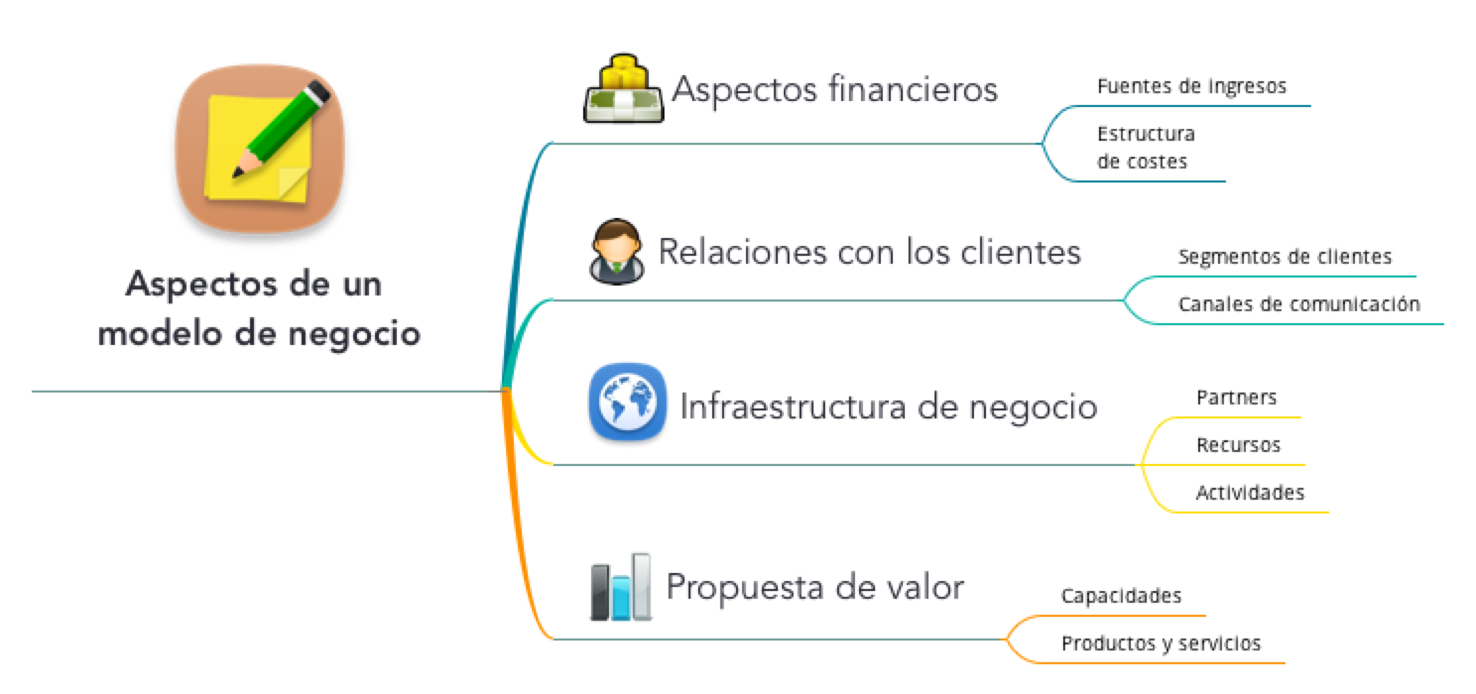 Aspectos de un
modelo de negocio
Aspectos financieros
Fuentes de ingresos
Estructura
de costes
Relaciones con los clientes
Segmentos de clientes
Canales de comunicación
Infraestructura de negocio
Partners
Recursos
Actividades
Propuesta de valor
Capacidades
Productos y servicios